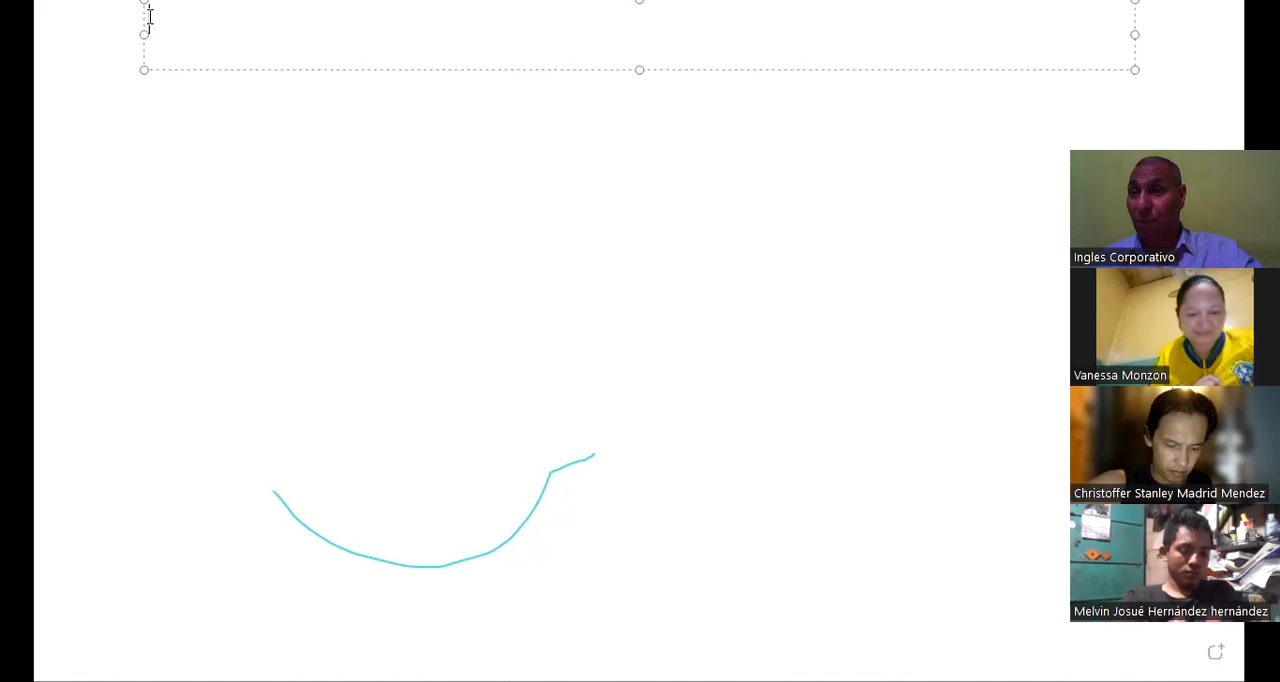 Ingles Corporativo
Vanessa Monzon
Christoffer Stanley Madrid Mendez
Melvin Josué Hernández hernández